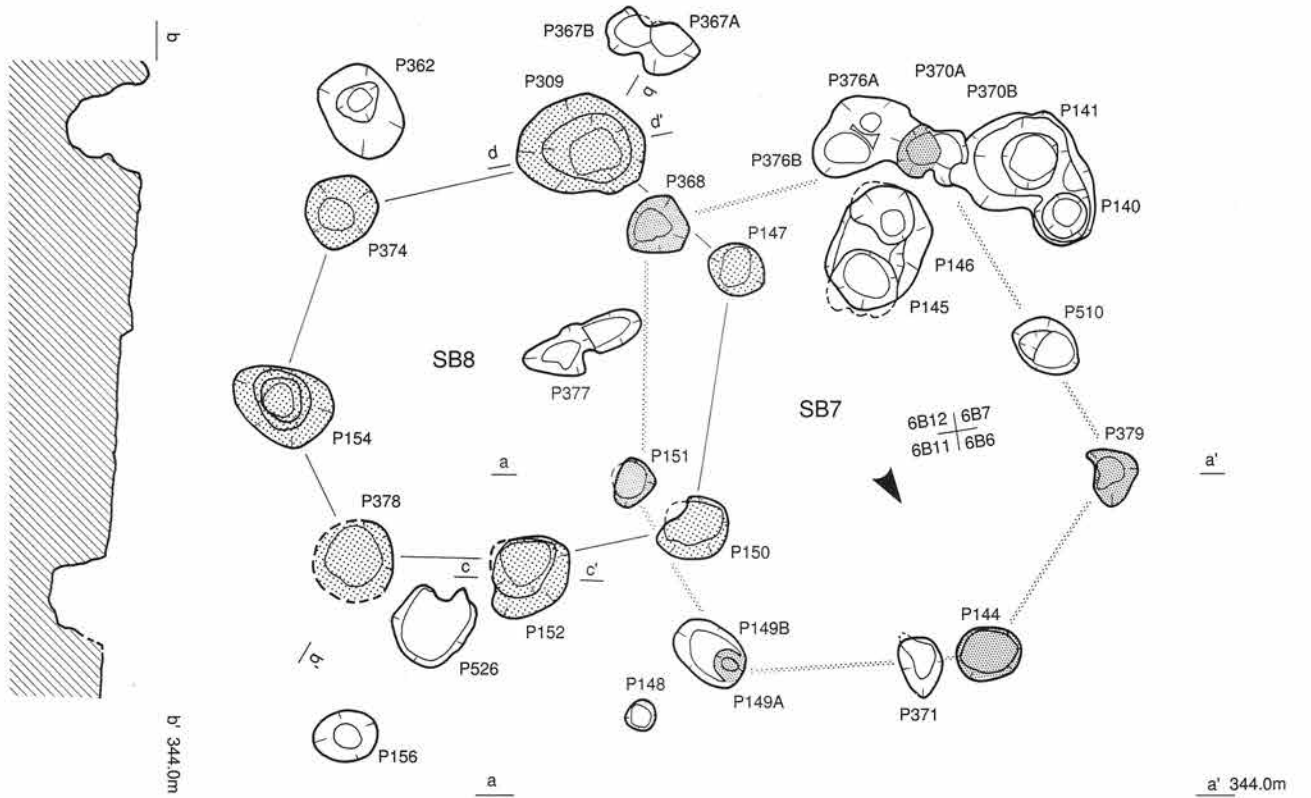 b
P367B
P367A
P362
P309
b
d'
d
P376A
P370A
P370B
P141
P376B
P368
P374
P147
P140
P146
P145
P510
SB8
P377
SB7
6B12 6B7
6B11 6B6
P379
P154
a
P151
a'
P378
P150
c
c'
P152
P144
P149B
P526
b'
P148
P149A
P371
P156
b' 344.0m
a
a' 344.0m